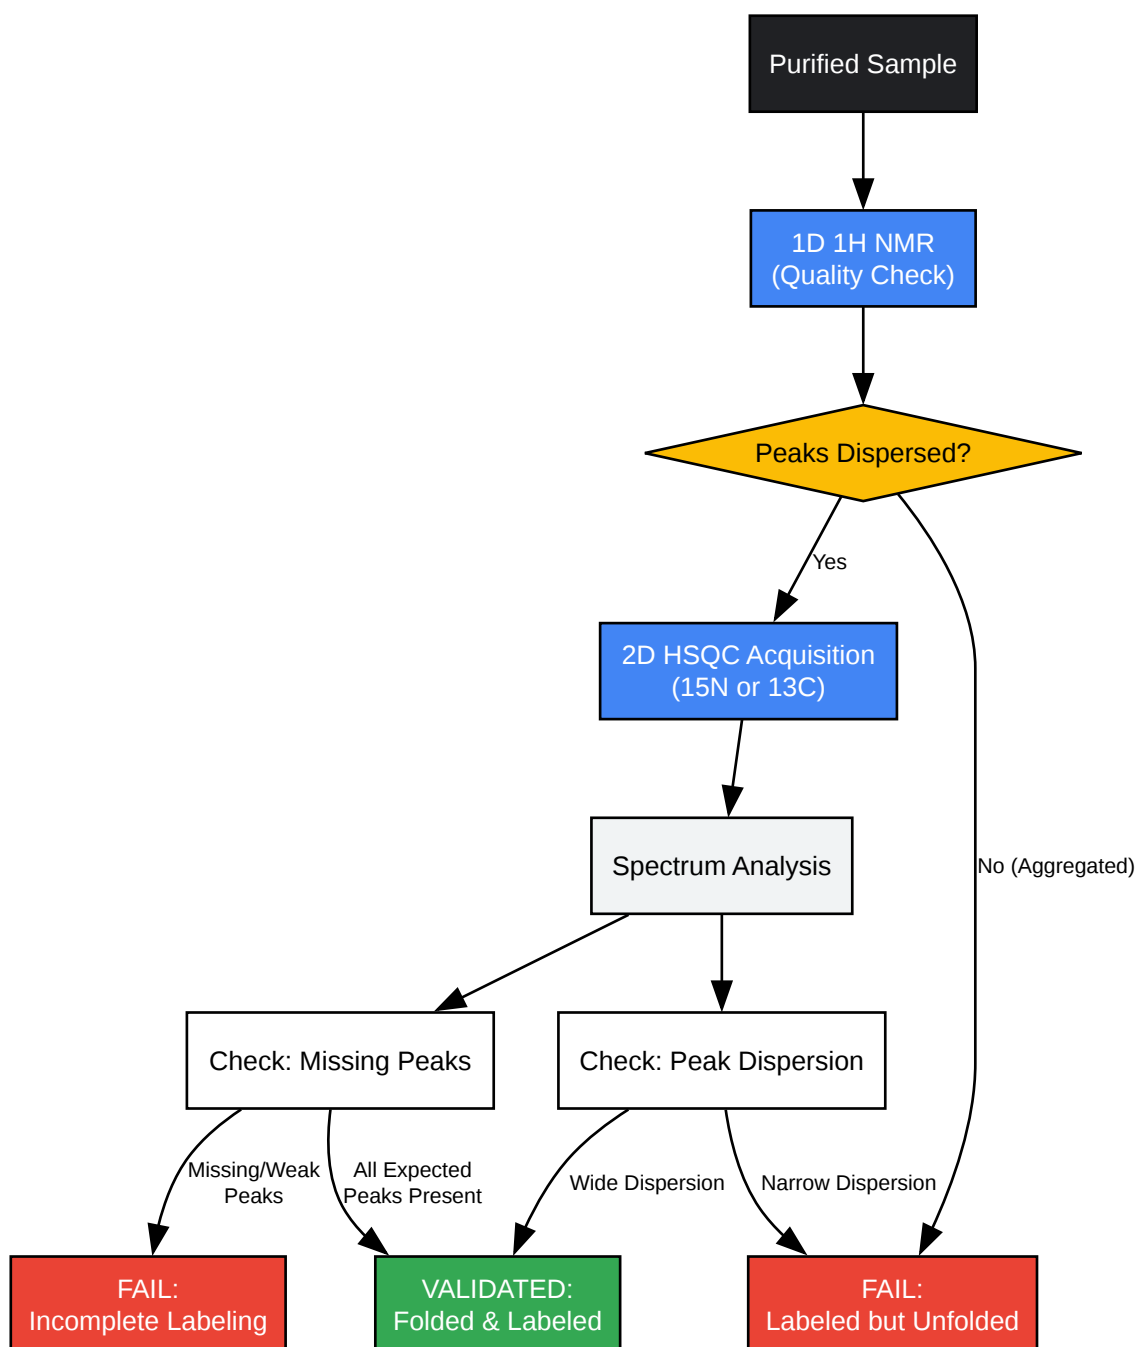 Purified Sample
1D 1H NMR
(Quality Check)
Peaks Dispersed?
Yes
2D HSQC Acquisition
(15N or 13C)
Spectrum Analysis
No (Aggregated)
Check: Missing Peaks
Check: Peak Dispersion
Missing/Weak
Peaks
All Expected
Peaks Present
Wide Dispersion
Narrow Dispersion
FAIL:
Incomplete Labeling
VALIDATED:
Folded & Labeled
FAIL:
Labeled but Unfolded